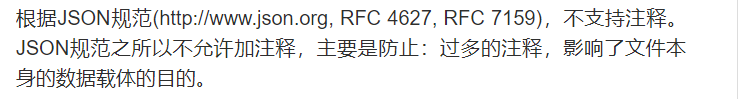 根据JSON规范(http://www.json.org, RFC 4627, RFC 7159)，不支持注释。
JSON规范之所以不允许加注释，主要是防止：过多的注释，影响了文件本
身的数据载体的目的。